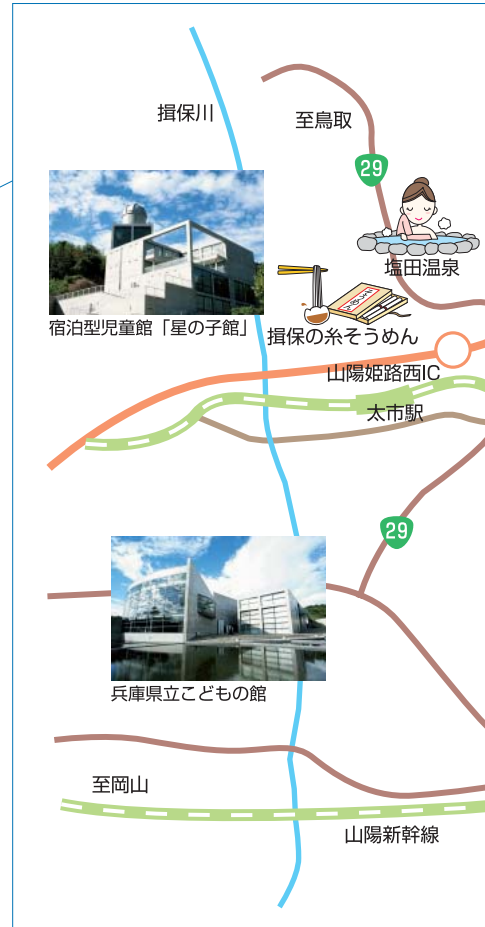 揖保川
至鳥取
29
塩田温泉
宿泊型児童館「星の子館」
揖保の糸そうめん
山陽姫路西IC
太市駅
29
兵庫県立こどもの館
至岡山
山陽新幹線